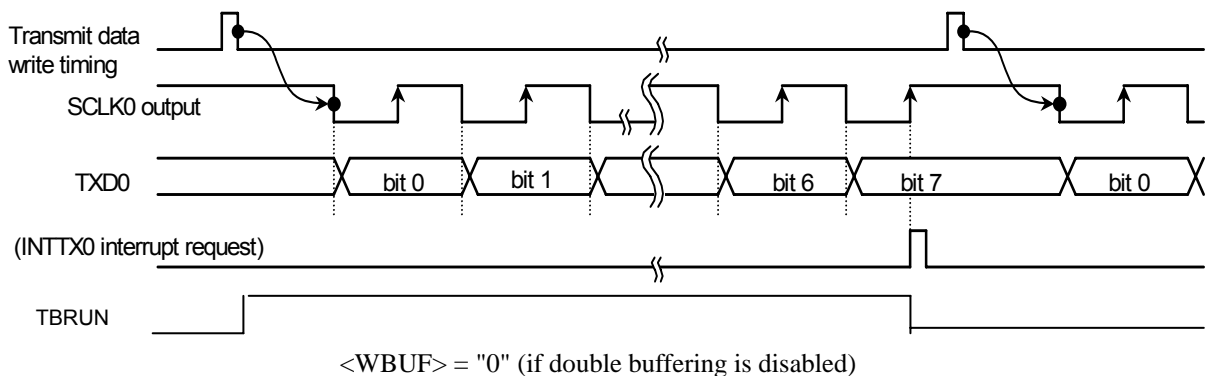 Transmit data
write timing
SCLK0 output
TXD0
bit 0 bit 1 bit 6 bit 7 bit 0
(INTTX0 interrupt request)
TBRUN
<WBUF> = "0" (if double buffering is disabled)